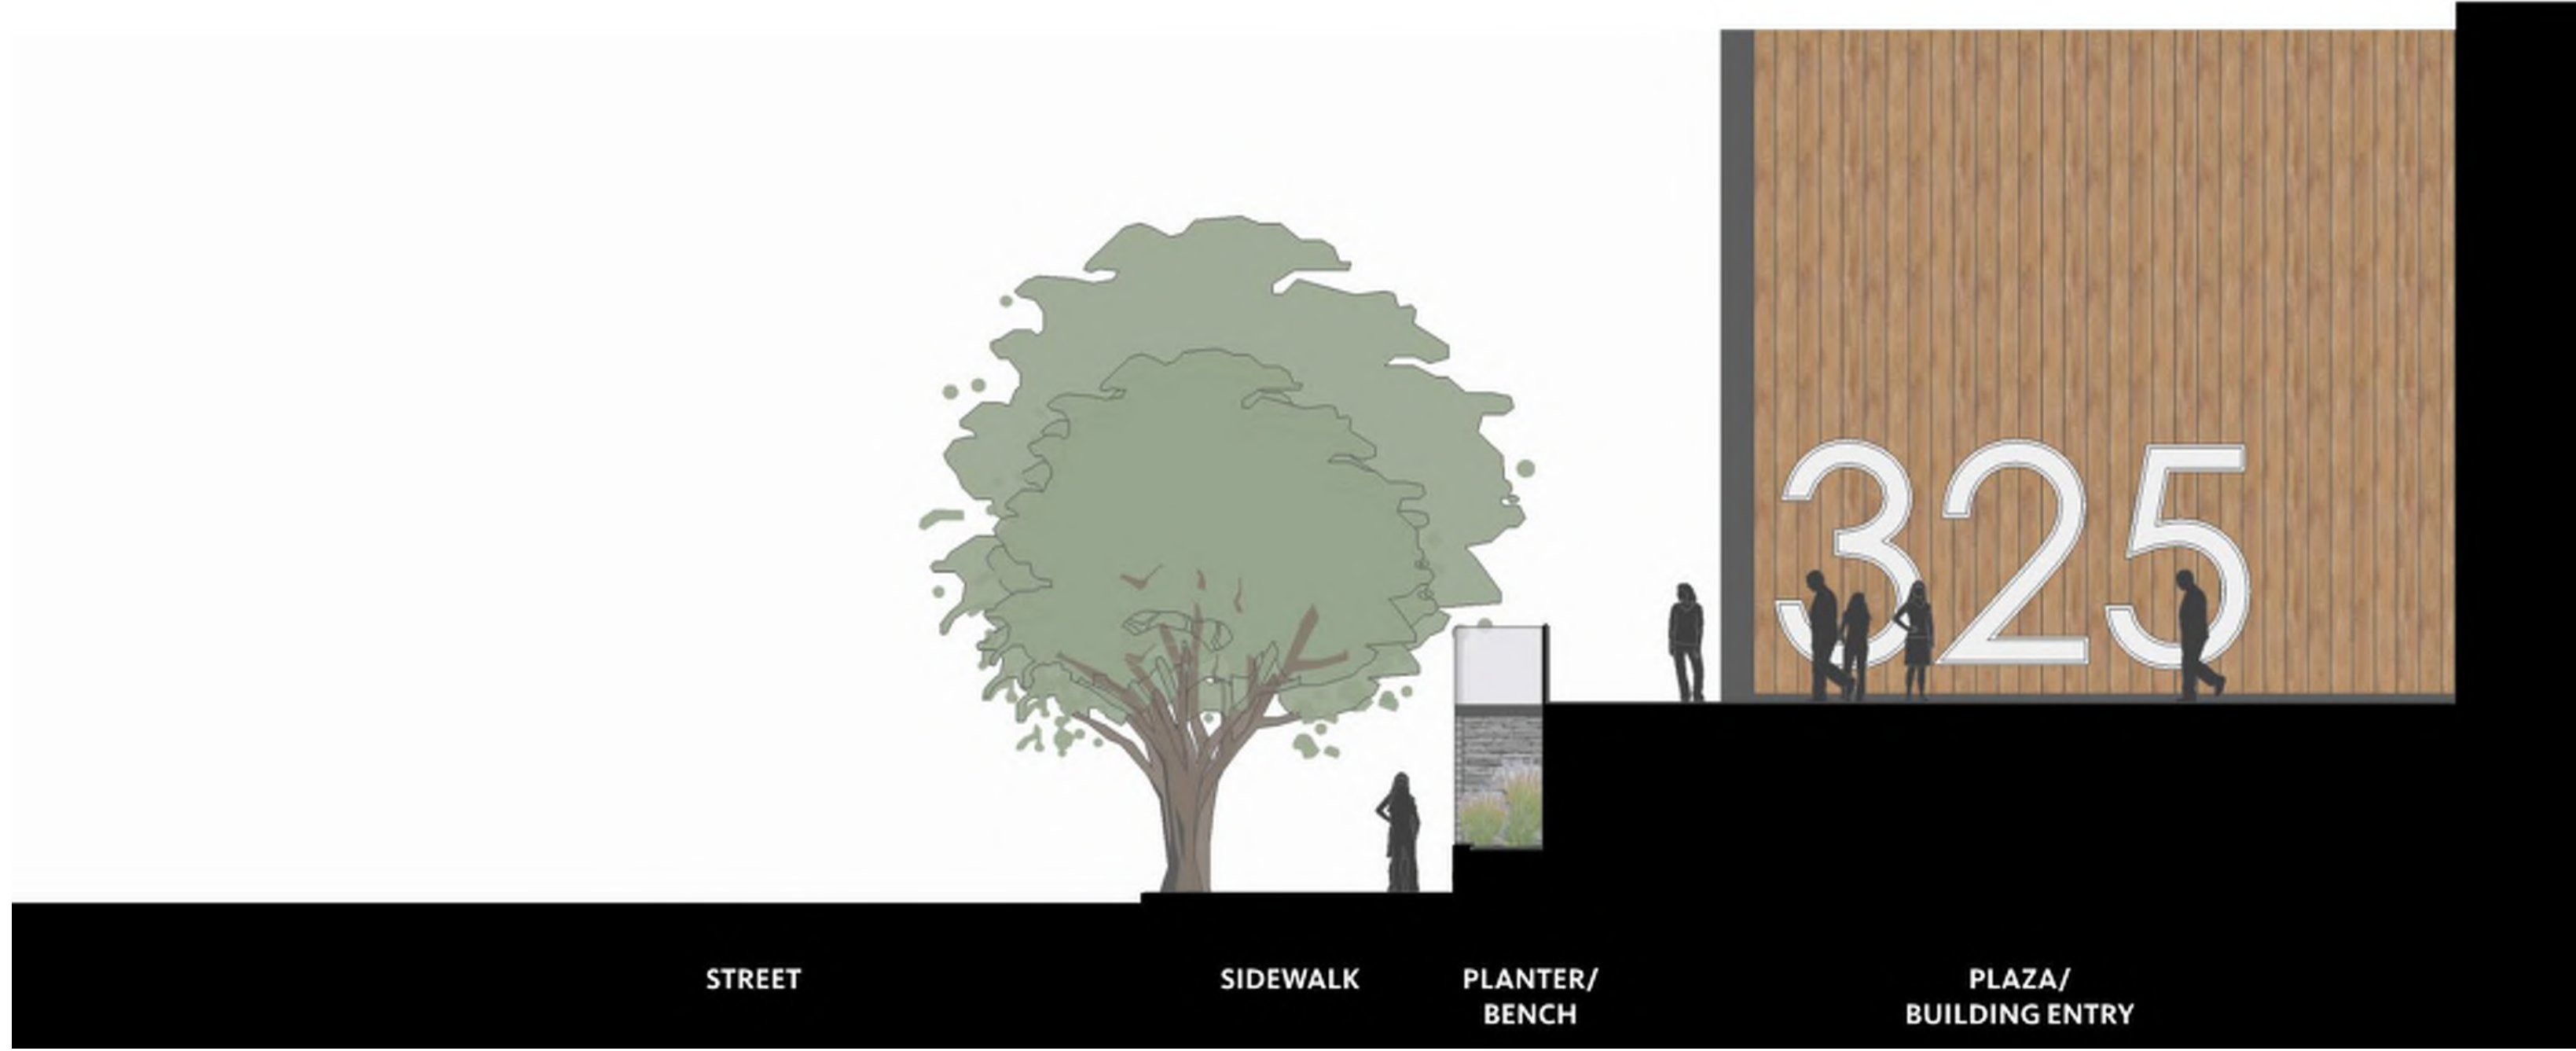 325
STREET
SIDEWALK
PLANTER/
BENCH
PLAZA/
BUILDING ENTRY